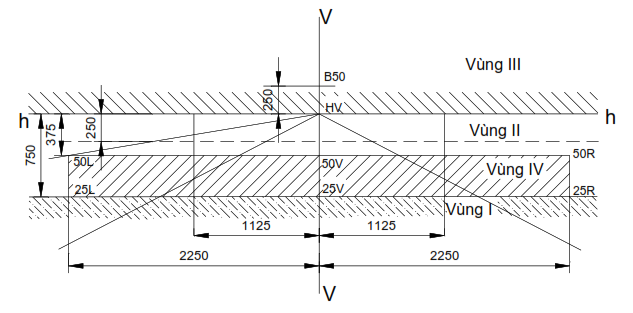 V
Vùng III
B50
250
HV
h
h
375
250
Vùng II
750
50L
50V
50R
Vùng IV
25L
25V
25R
Vùng I
1125
1125
2250
2250
V